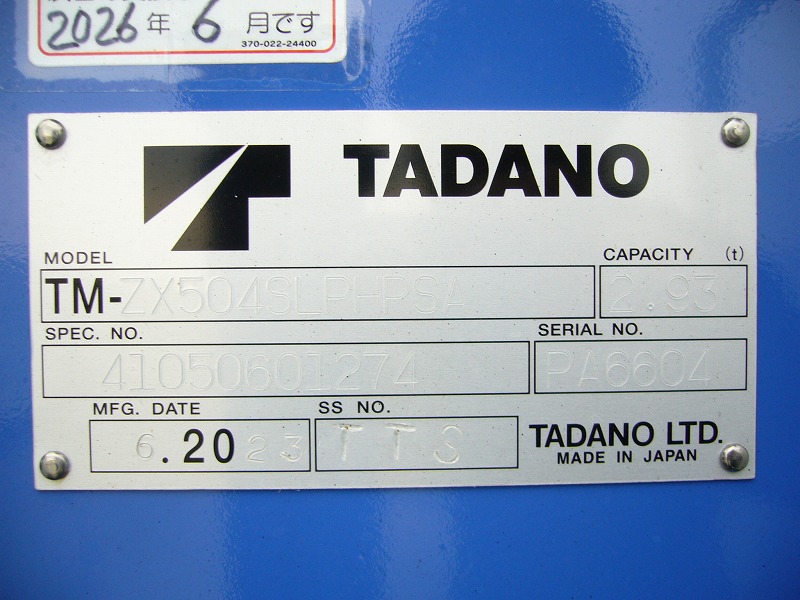 2026年 6月です
370-022-24400
TADANO
MODEL
CAPACITY (t)
TM-ZX504SLPHPSA
2.93
SPEC. NO.
SERIAL NO.
41050601274
PA6604
MFG. DATE
SS NO.
6.2023
TTS
TADANO LTD.
MADE IN JAPAN